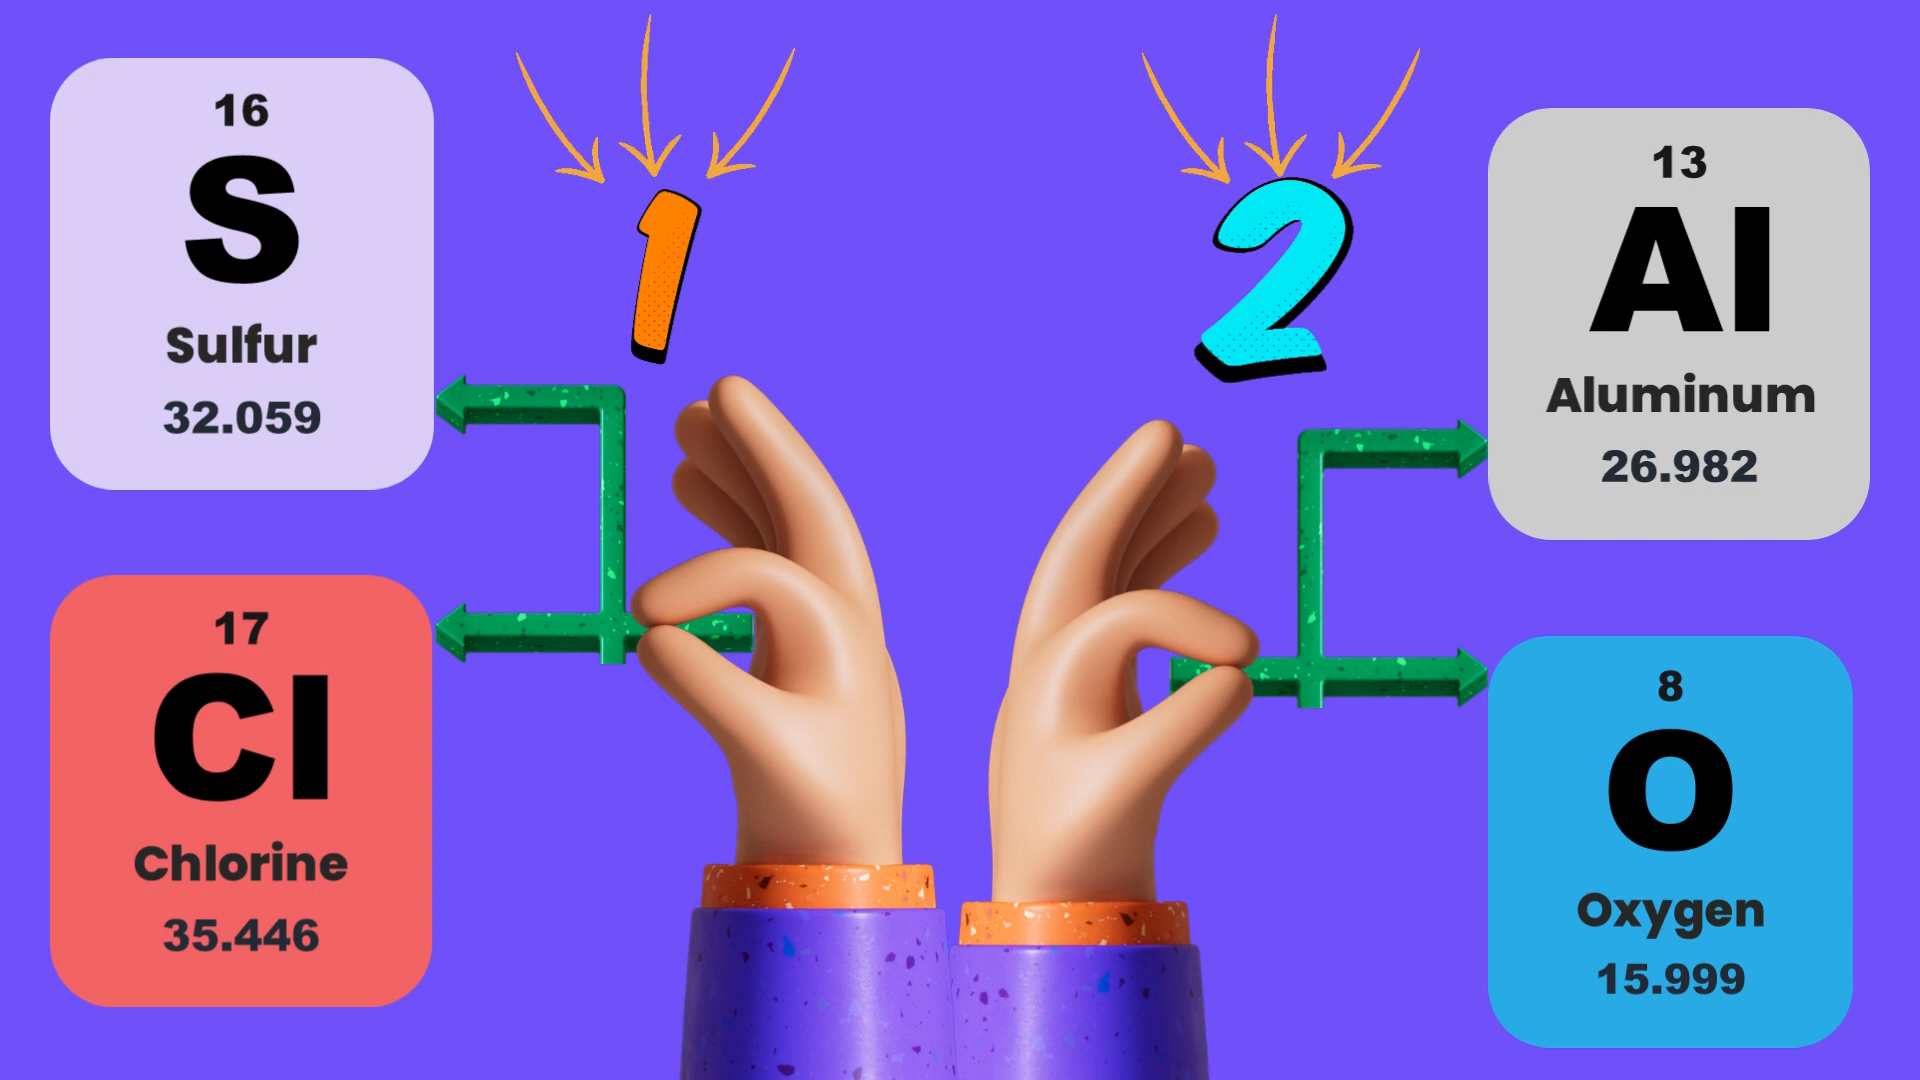 16
S
Sulfur
32.059
17
Cl
Chlorine
35.446
1
2
13
Al
Aluminum
26.982
8
O
Oxygen
15.999